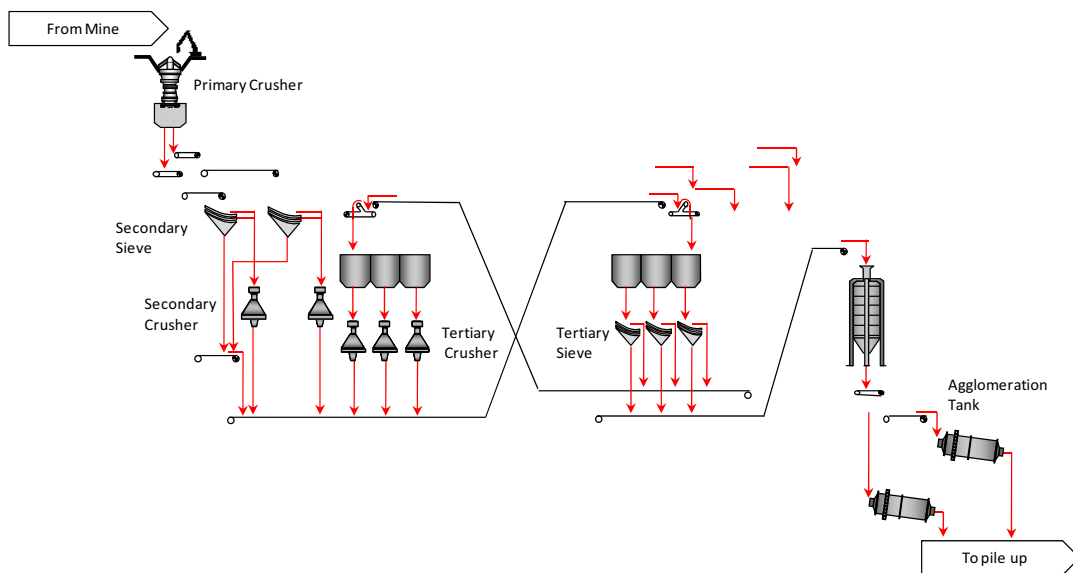 From Mine
Primary Crusher
Secondary
Sieve
Secondary
Crusher
Tertiary
Crusher
Tertiary
Sieve
Agglomeration
Tank
To pile up